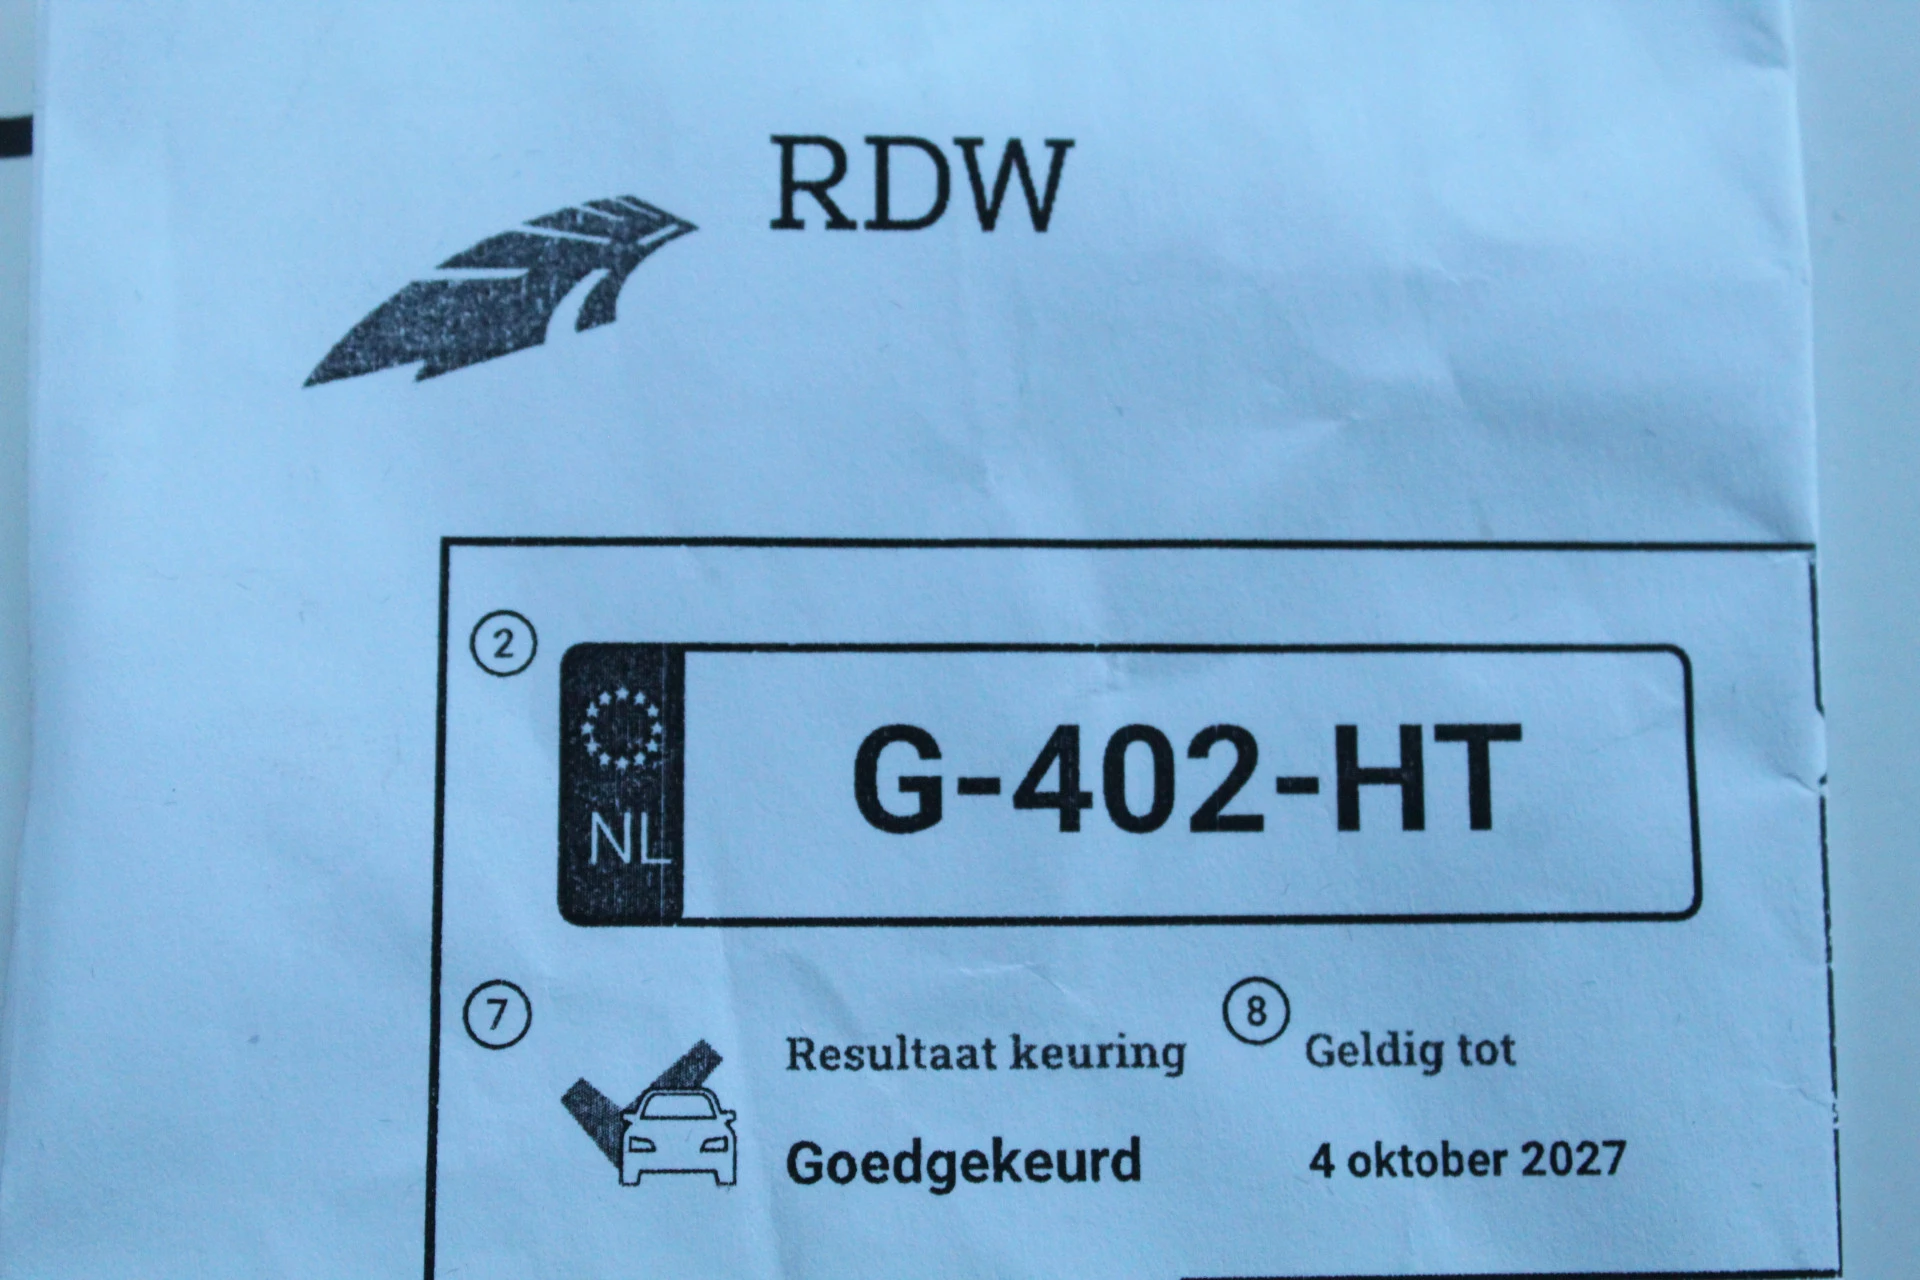 RDW
2
NL
G-402-HT
7
Resultaat keuring
8
Geldig tot
Goedgekeurd
4 oktober 2027